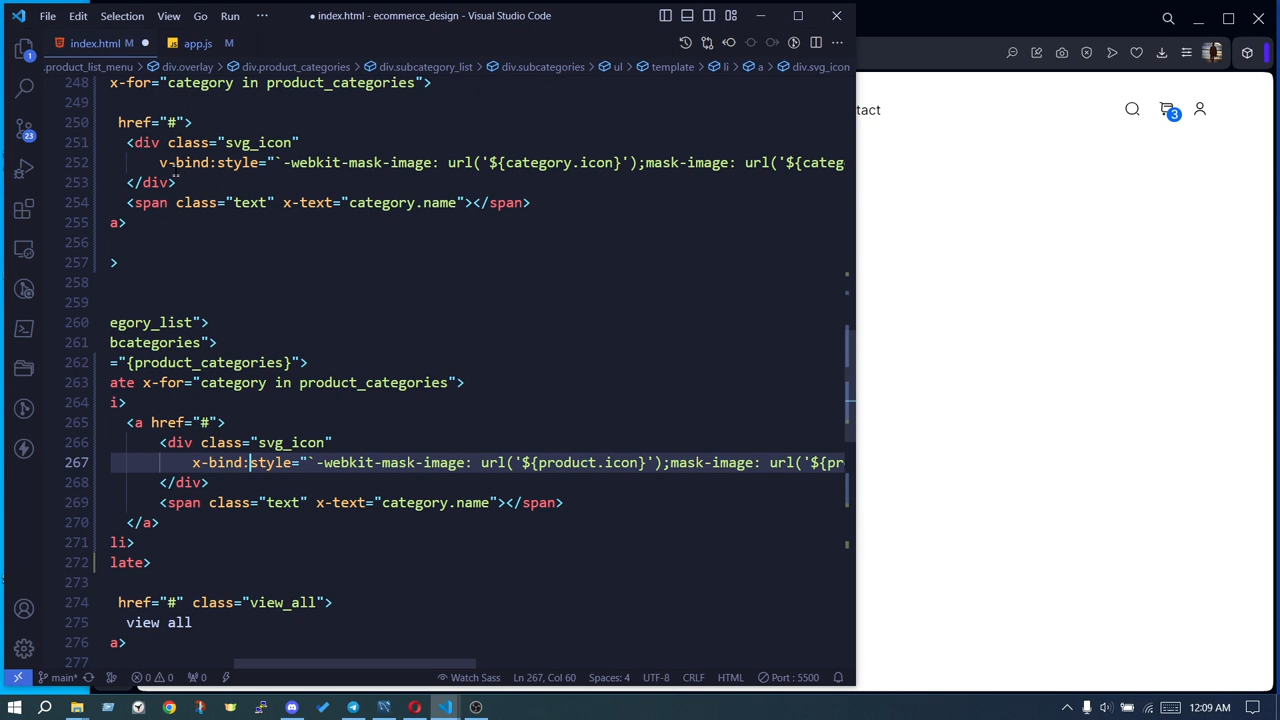 File Edit Selection View Go Run ··· ● index.html - ecommerce_design - Visual Studio Code
index.html M ● app.js M
.product_list_menu > div.overlay > div.product_categories > div.subcategory_list > div.subcategories > ul > template > li > a > div.svg_icon
248 x-for="category in product_categories">
249
250 href="#">
251 <div class="svg_icon"
252 v-bind:style="`-webkit-mask-image: url('${category.icon}');mask-image: url('${categ
253 </div>
254 <span class="text" x-text="category.name"></span>
255 a>
256
257 >
258
259
260 egory_list">
261 bcategories">
262 ="{product_categories}">
263 ate x-for="category in product_categories">
264 i>
265 <a href="#">
266 <div class="svg_icon"
267 x-bind:style="`-webkit-mask-image: url('${product.icon}');mask-image: url('${pr
268 </div>
269 <span class="text" x-text="category.name"></span>
270 </a>
271 li>
272 late>
273
274 href="#" class="view_all">
275 view all
276 a>
277
1
23
main* 0 0 0 Watch Sass Ln 267, Col 60 Spaces: 4 UTF-8 CRLF HTML Port : 5500
tact
3
12:09 AM